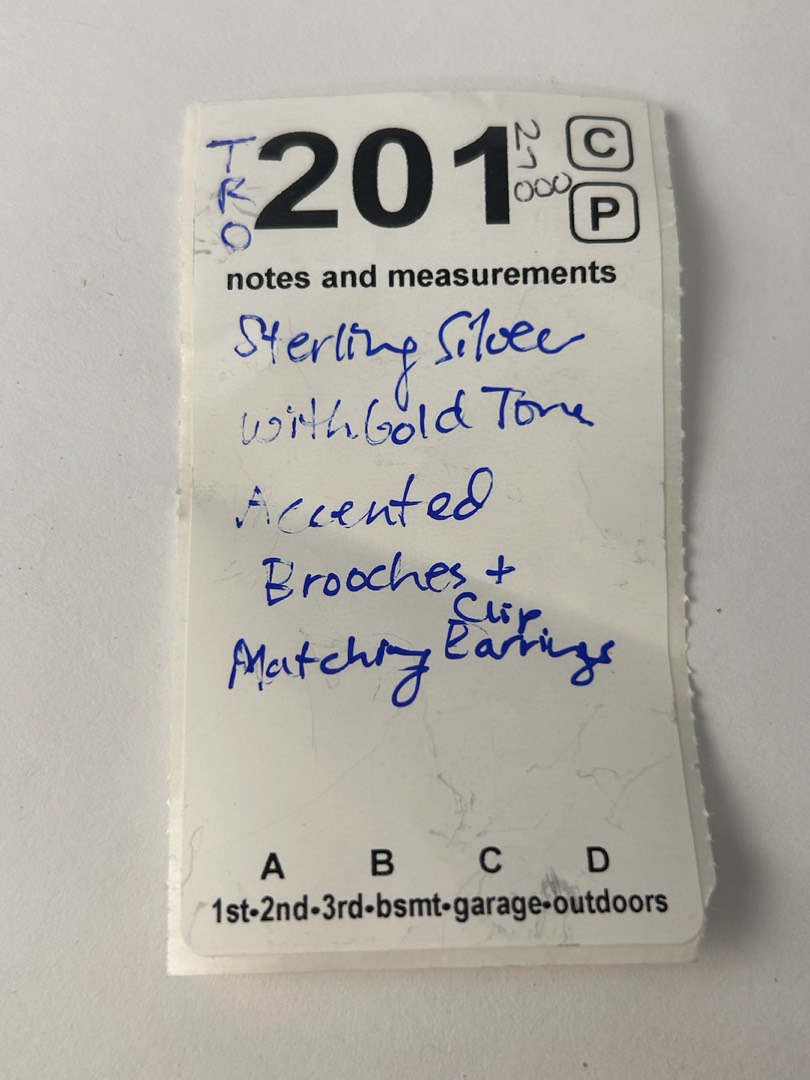 TRO 201 C
P
notes and measurements
Sterling Silver
with Gold Tone
Accented
Brooches +
Matching Clip Earrings
A B C D
1st•2nd•3rd•bsmt•garage•outdoors